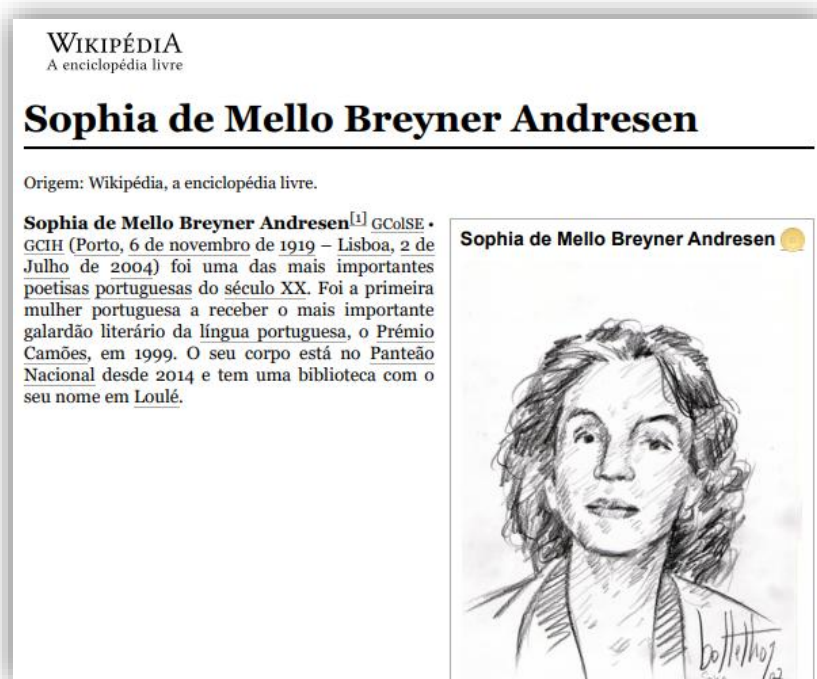 WIKIPÉDIA
A enciclopédia livre
Sophia de Mello Breyner Andresen
Origem: Wikipédia, a enciclopédia livre.
Sophia de Mello Breyner Andresen[1] GColSE •
GCIH (Porto, 6 de novembro de 1919 – Lisboa, 2 de
Julho de 2004) foi uma das mais importantes
poetisas portuguesas do século XX. Foi a primeira
mulher portuguesa a receber o mais importante
galardão literário da língua portuguesa, o Prémio
Camões, em 1999. O seu corpo está no Panteão
Nacional desde 2014 e tem uma biblioteca com o
seu nome em Loulé.
Sophia de Mello Breyner Andresen